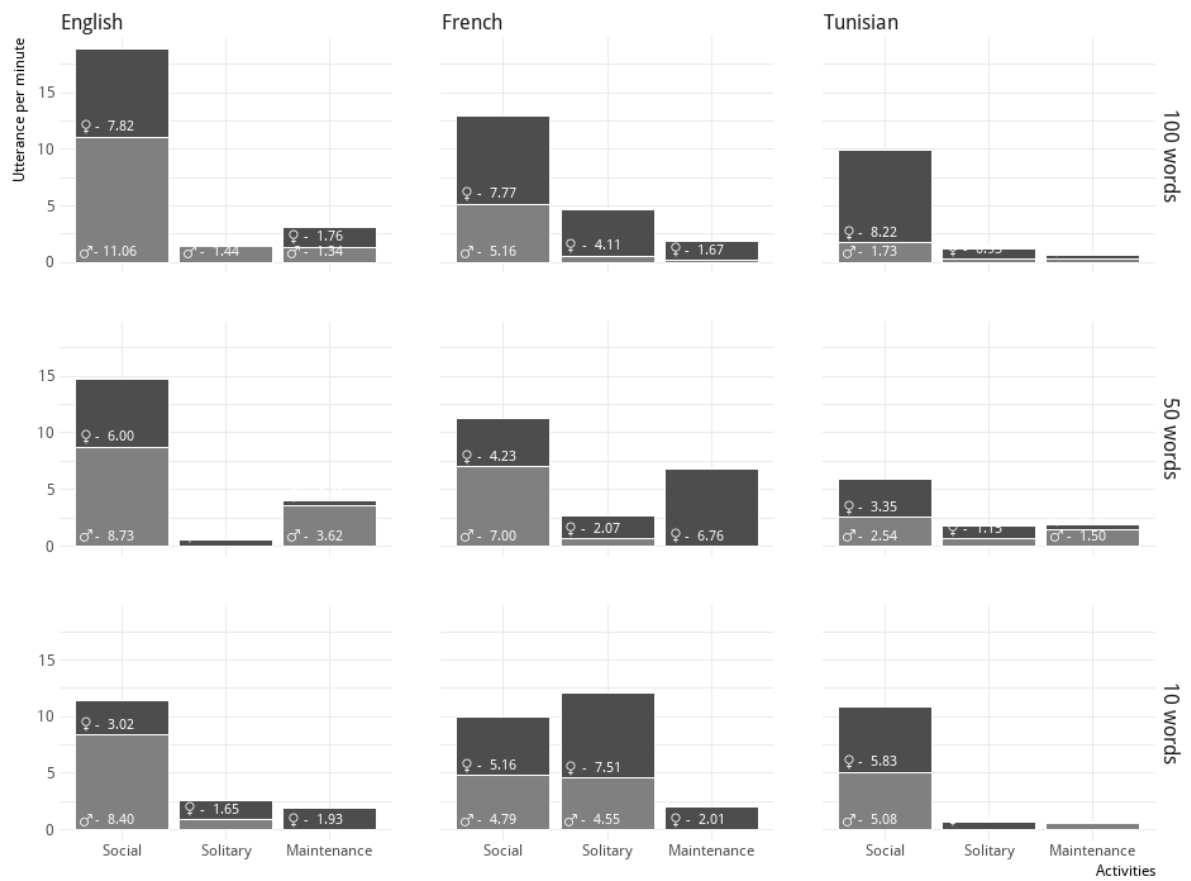 English French Tunisian
Utterance per minute
15
♀ - 7.82
♀ - 7.77
10
♀ - 8.22
5
♀ - 1.76
♀ - 4.11
♀ - 1.67
♂ - 11.06
♂ - 1.44
♂ - 1.34
♂ - 5.16
♂ - 1.73
0
100 words
15
♀ - 6.00
10
♀ - 4.23
5
♀ - 3.35
♂ - 8.73
♂ - 3.62
♂ - 7.00
♀ - 2.07
♀ - 6.76
♂ - 2.54
♀ - 1.15
♂ - 1.50
0
50 words
15
10
♀ - 3.02
5
♀ - 5.16
♀ - 7.51
♀ - 5.83
♂ - 8.40
♀ - 1.65
♀ - 1.93
♂ - 4.79
♂ - 4.55
♀ - 2.01
♂ - 5.08
0
10 words
Social Solitary Maintenance Social Solitary Maintenance Social Solitary Maintenance
Activities